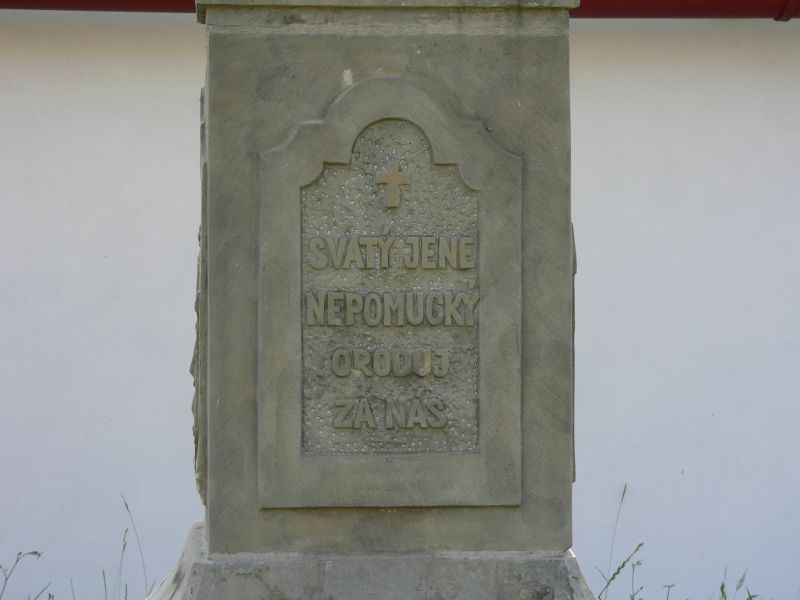 SVATÝ JENE
NEPOMUCKÝ
ORODUJ
ZA NÁS